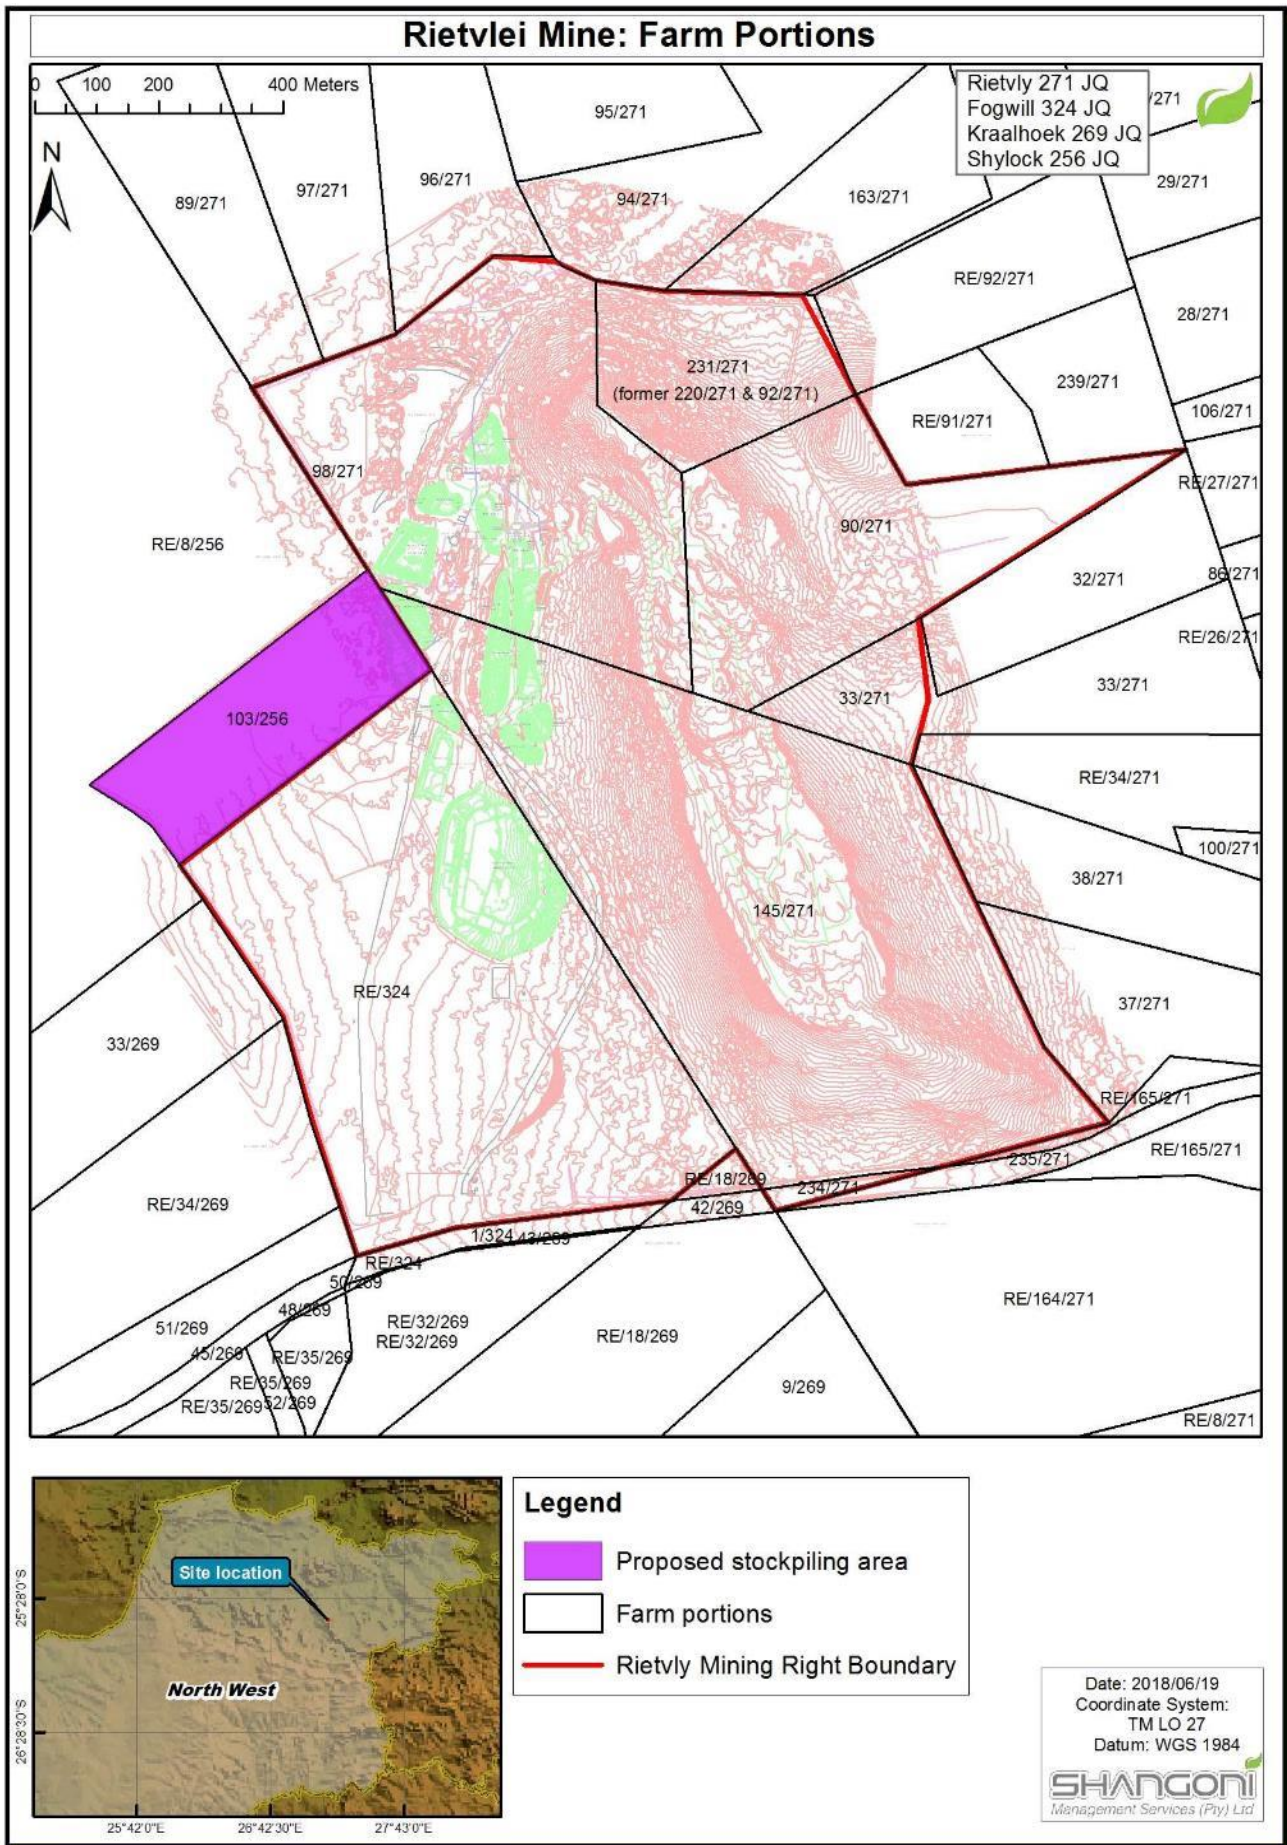 Rietvlei Mine: Farm Portions
0 100 200 400 Meters
N
Rietvly 271 JQ
Fogwill 324 JQ
Kraalhoek 269 JQ
Shylock 256 JQ
/271
95/271
96/271
97/271
89/271
94/271
163/271
29/271
RE/92/271
28/271
231/271
(former 220/271 & 92/271)
239/271
106/271
RE/91/271
98/271
RE/27/271
90/271
RE/8/256
32/271
86/271
RE/26/271
33/271
33/271
103/256
RE/34/271
100/271
38/271
145/271
RE/324
37/271
33/269
RE/165/271
RE/165/271
235/271
RE/18/269
234/271
RE/34/269
42/269
1/324
43/269
RE/324
50/269
RE/164/271
48/269
RE/32/269
RE/32/269
RE/18/269
51/269
45/269
RE/35/269
RE/35/269
9/269
RE/35/269
52/269
RE/8/271
Site location
North West
25°28'0"S
26°28'30"S
25°42'0"E
26°42'30"E
27°43'0"E
Legend
Proposed stockpiling area
Farm portions
Rietvly Mining Right Boundary
Date: 2018/06/19
Coordinate System:
TM LO 27
Datum: WGS 1984
SHANGONI
Management Services (Pty) Ltd